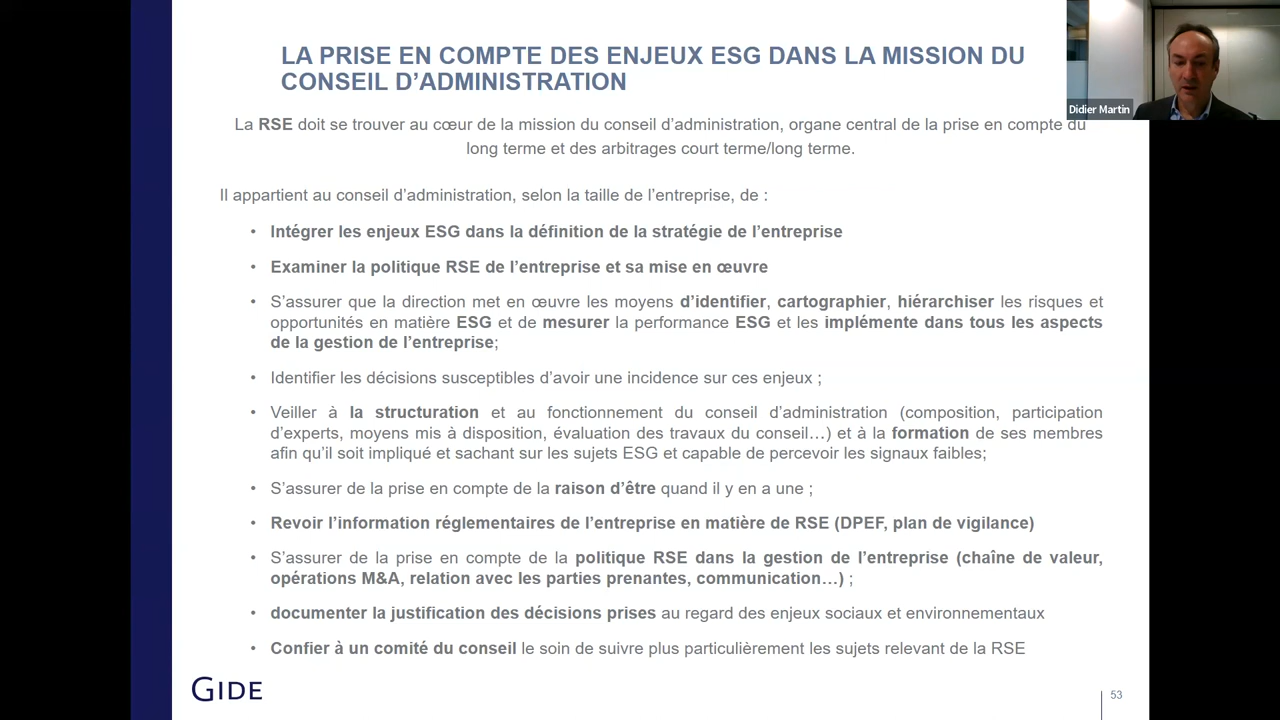 LA PRISE EN COMPTE DES ENJEUX ESG DANS LA MISSION DU
CONSEIL D’ADMINISTRATION
Didier Martin
La RSE doit se trouver au cœur de la mission du conseil d’administration, organe central de la prise en compte du
long terme et des arbitrages court terme/long terme.
Il appartient au conseil d’administration, selon la taille de l’entreprise, de :
• Intégrer les enjeux ESG dans la définition de la stratégie de l’entreprise
• Examiner la politique RSE de l’entreprise et sa mise en œuvre
• S’assurer que la direction met en œuvre les moyens d’identifier, cartographier, hiérarchiser les risques et
opportunités en matière ESG et de mesurer la performance ESG et les implémente dans tous les aspects
de la gestion de l’entreprise;
• Identifier les décisions susceptibles d’avoir une incidence sur ces enjeux ;
• Veiller à la structuration et au fonctionnement du conseil d’administration (composition, participation
d’experts, moyens mis à disposition, évaluation des travaux du conseil…) et à la formation de ses membres
afin qu’il soit impliqué et sachant sur les sujets ESG et capable de percevoir les signaux faibles;
• S’assurer de la prise en compte de la raison d’être quand il y en a une ;
• Revoir l’information réglementaires de l’entreprise en matière de RSE (DPEF, plan de vigilance)
• S’assurer de la prise en compte de la politique RSE dans la gestion de l’entreprise (chaîne de valeur,
opérations M&A, relation avec les parties prenantes, communication…) ;
• documenter la justification des décisions prises au regard des enjeux sociaux et environnementaux
• Confier à un comité du conseil le soin de suivre plus particulièrement les sujets relevant de la RSE
GIDE
53